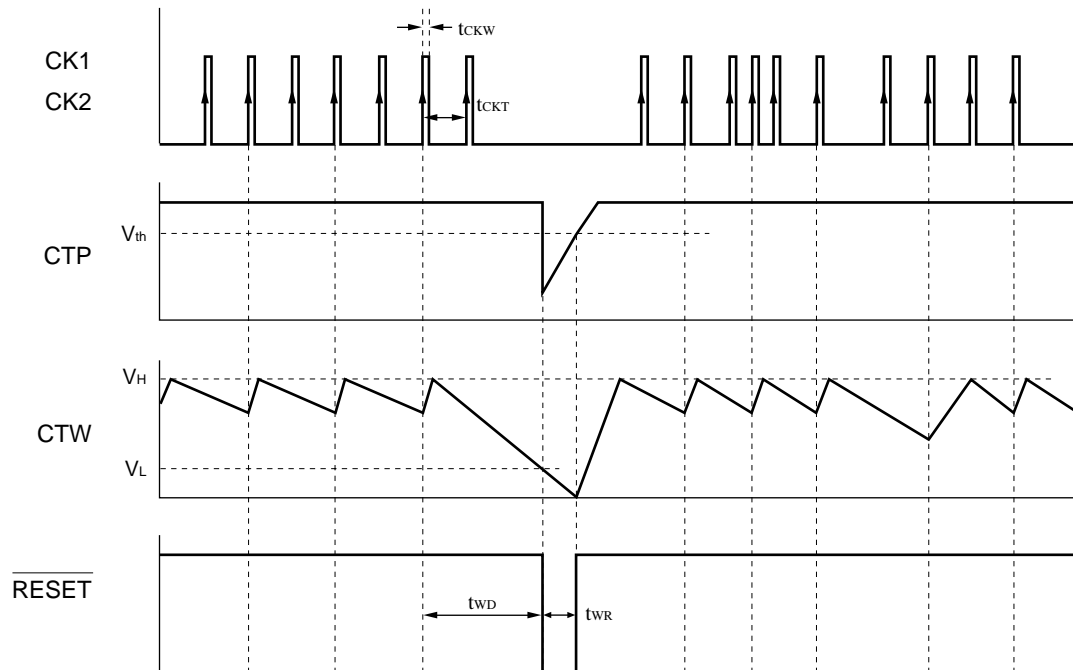 tCKW
CK1
CK2
tCKT
Vth
CTP
VH
CTW
VL
RESET
tWD
tWR